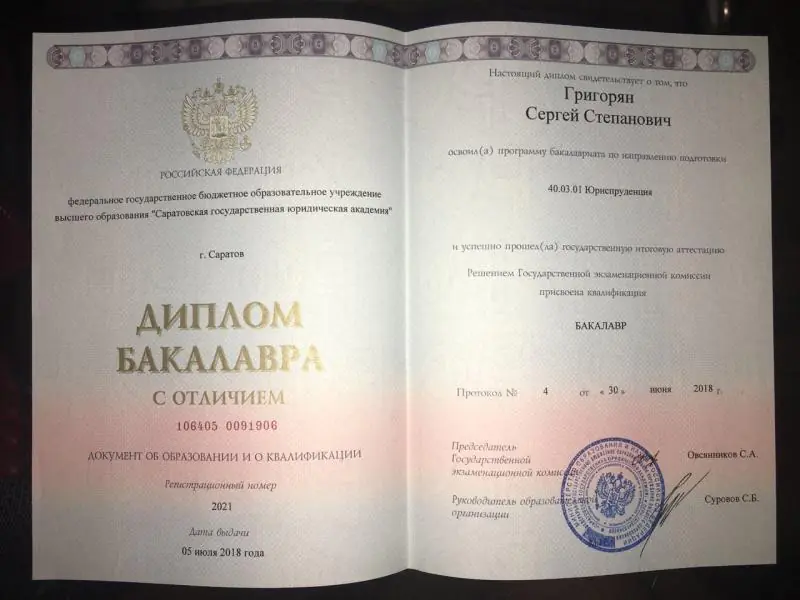 РОССИЙСКАЯ ФЕДЕРАЦИЯ
федеральное государственное бюджетное образовательное учреждение
высшего образования "Саратовская государственная юридическая академия"
г. Саратов
ДИПЛОМ
БАКАЛАВРА
С ОТЛИЧИЕМ
106405 0091906
ДОКУМЕНТ ОБ ОБРАЗОВАНИИ И О КВАЛИФИКАЦИИ
Регистрационный номер
2021
Дата выдачи
05 июля 2018 года
Настоящий диплом свидетельствует о том, что
Григорян
Сергей Степанович
освоил(а) программу бакалавриата по направлению подготовки
40.03.01 Юриспруденция
и успешно прошел(ла) государственную итоговую аттестацию
Решением Государственной экзаменационной комиссии
присвоена квалификация
БАКАЛАВР
Протокол № 4 от « 30 » июня 2018 г.
Председатель
Государственной
экзаменационной комиссии Овсянников С.А.
Руководитель образовательной
организации Суровов С.Б.